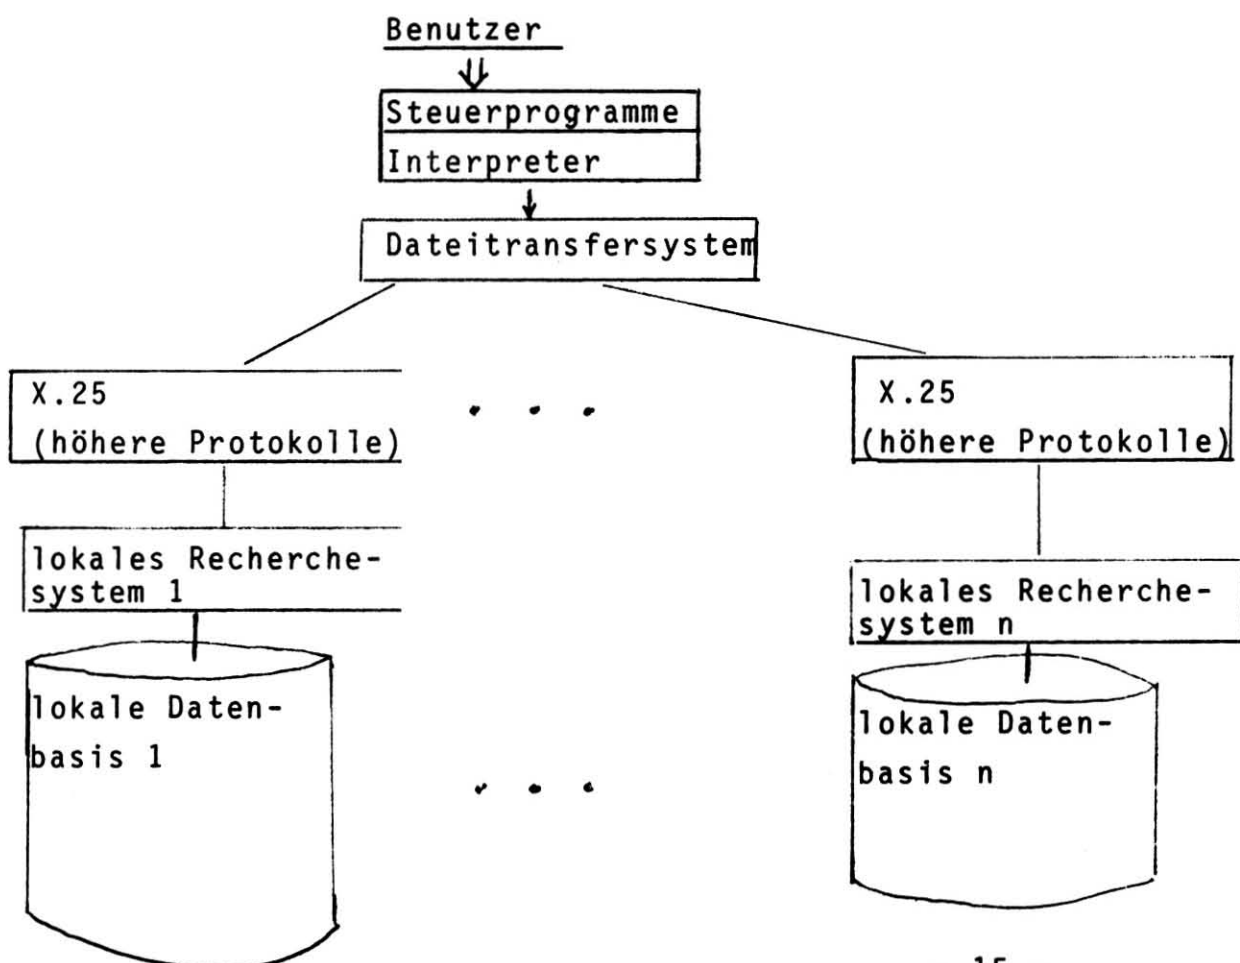 Benutzer
Steuerprogramme
Interpreter
Dateitransfersystem
X.25
(höhere Protokolle)
. . .
X.25
(höhere Protokolle)
lokales Recherche-
system 1
lokales Recherche-
system n
lokale Daten-
basis 1
. . .
lokale Daten-
basis n
15